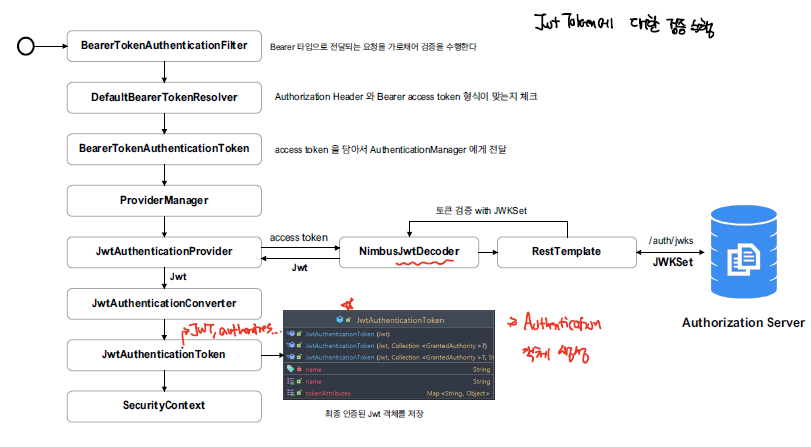 Jwt Token에 대한 검증 수행
BearerTokenAuthenticationFilter
Bearer 타입으로 전달되는 요청을 가로채어 검증을 수행한다
DefaultBearerTokenResolver
Authorization Header 와 Bearer access token 형식이 맞는지 체크
BearerTokenAuthenticationToken
access token 을 담아서 AuthenticationManager 에게 전달
ProviderManager
토큰 검증 with JWKSet
JwtAuthenticationProvider
access token
Jwt
NimbusJwtDecoder
RestTemplate
/auth/jwks
JWKSet
Authorization Server
Jwt
JwtAuthenticationConverter
JwtAuthenticationToken
SecurityContext
JwtAuthenticationToken
JwtAuthenticationToken (Jwt)
JwtAuthenticationToken (Jwt, Collection <GrantedAuthority >?)
JwtAuthenticationToken (Jwt, Collection <GrantedAuthority >?, St
name String
name String
tokenAttributes Map <String, Object>
최종 인증된 Jwt 객체를 저장
Authentication
객체 생성